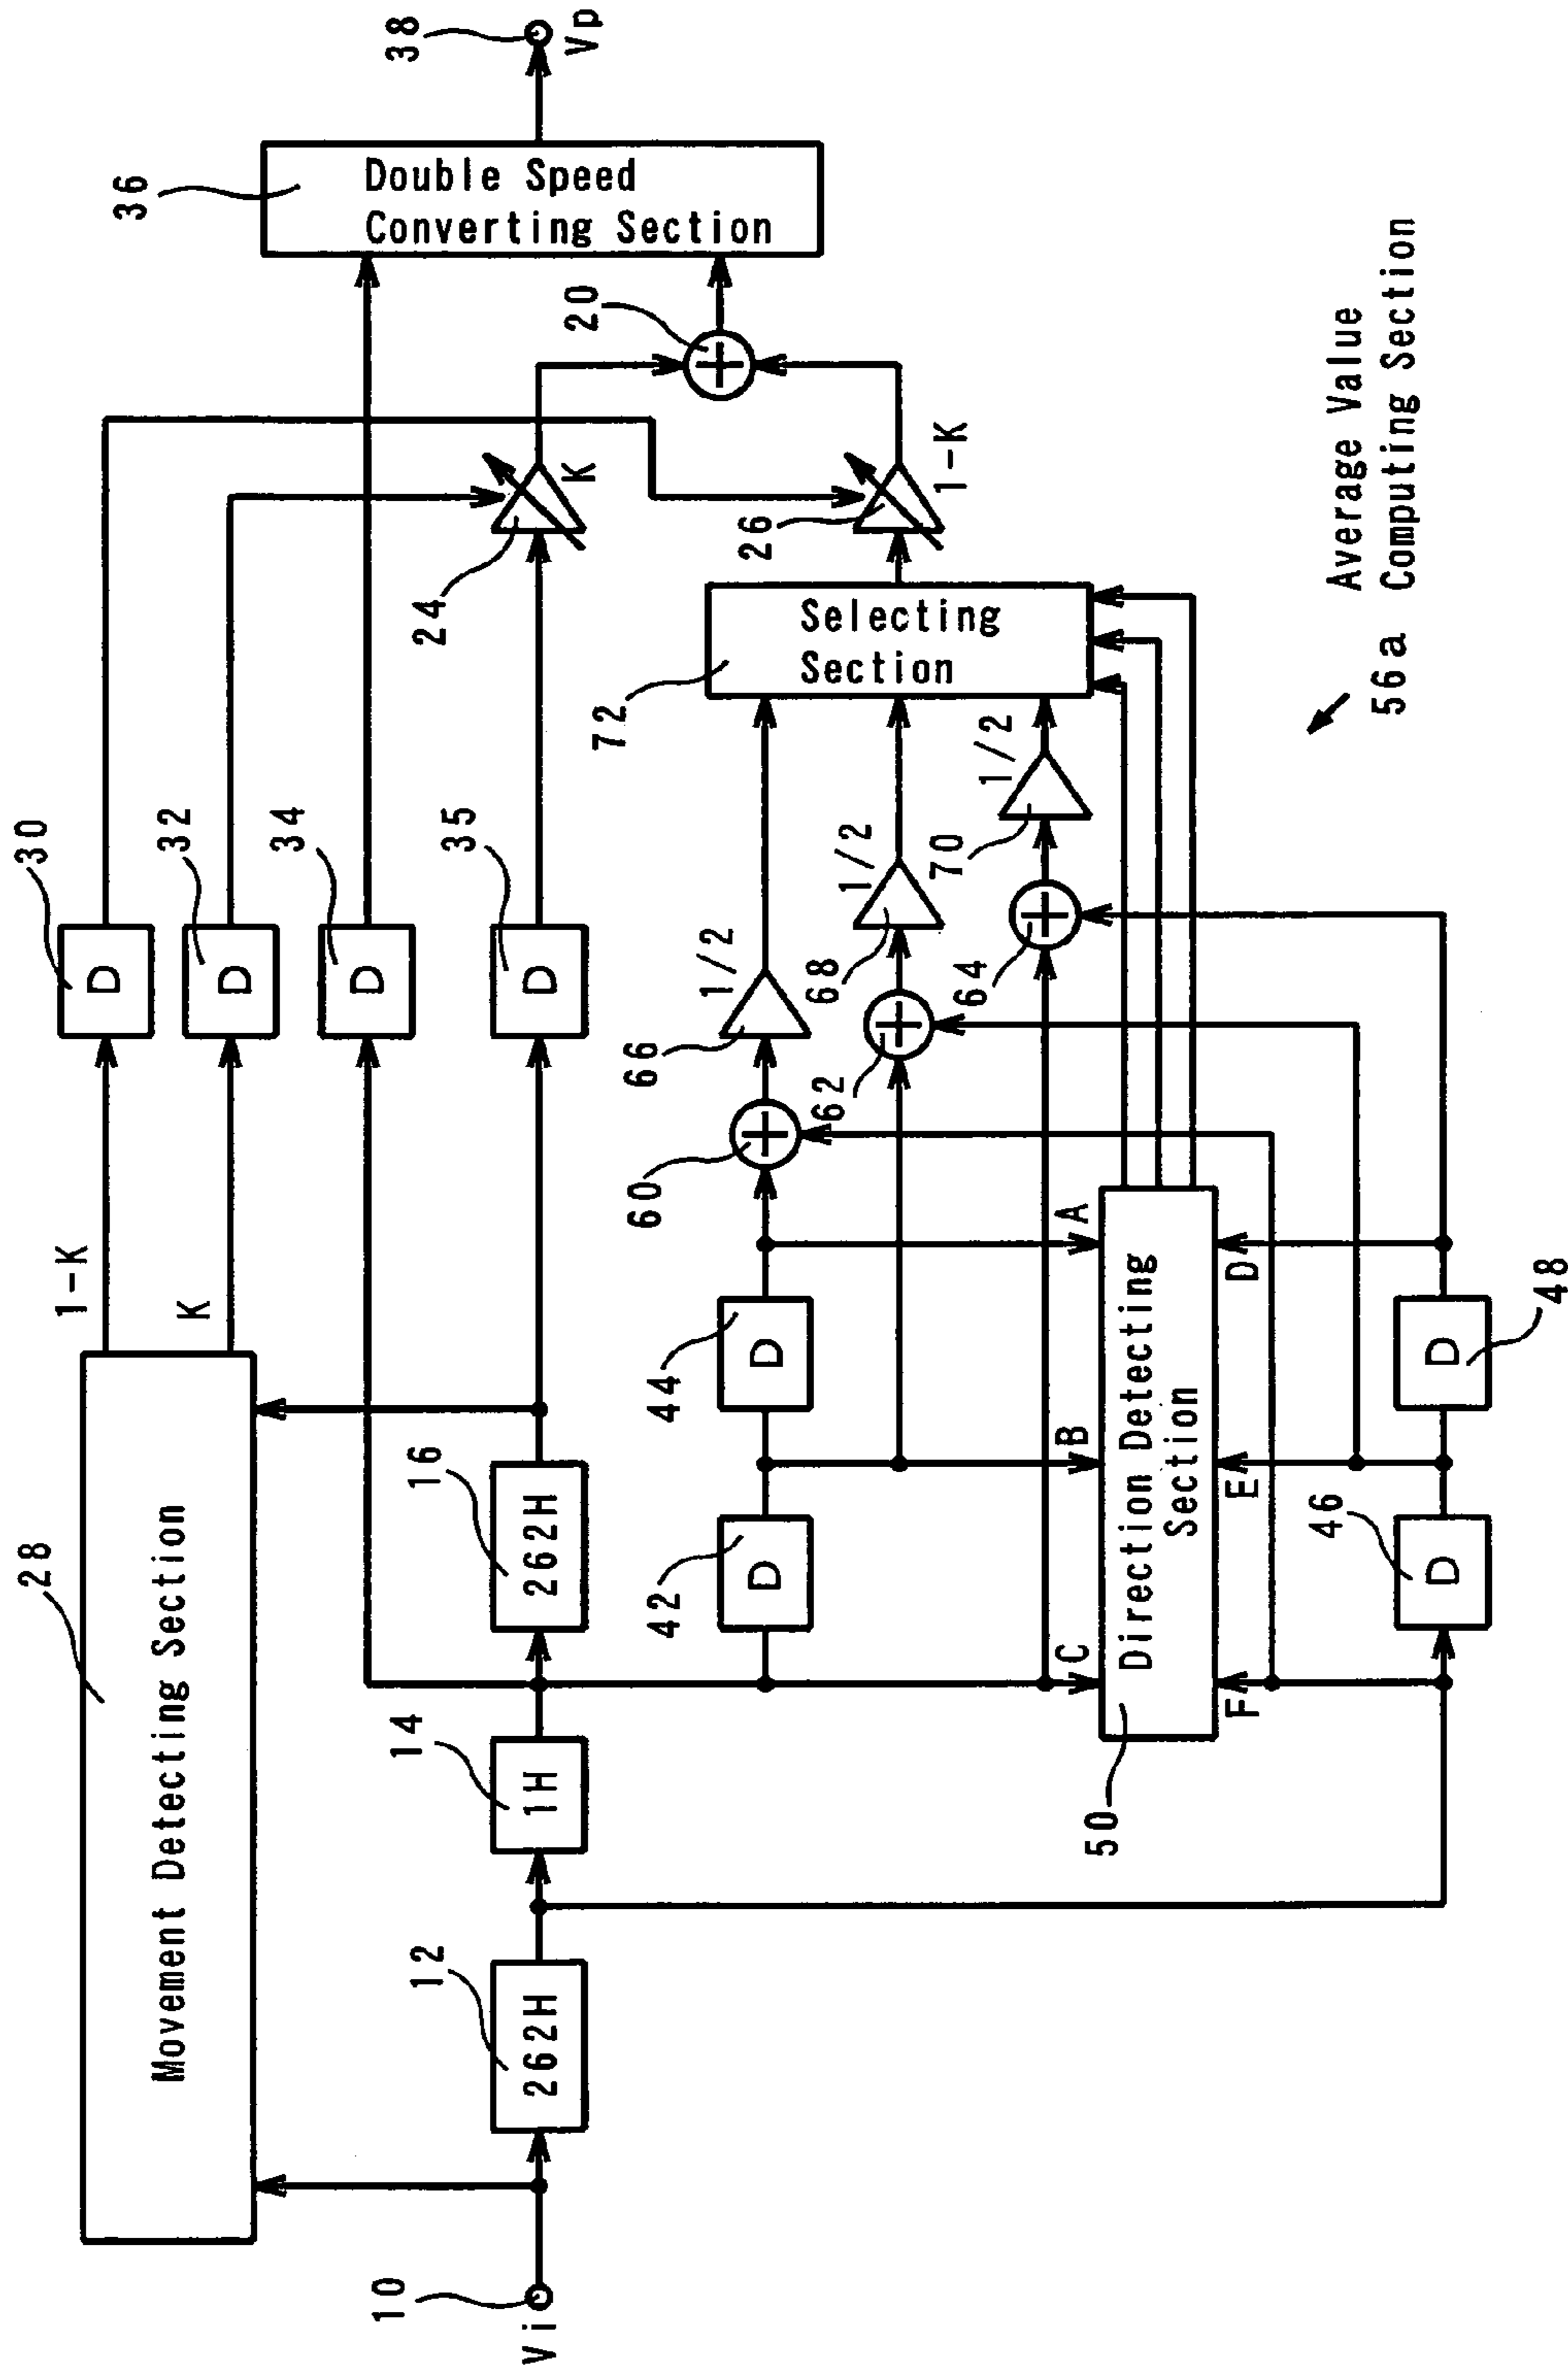 28
Movement Detecting Section
1-K
K
30
D
32
D
34
D
35
D
36
Double Speed
Converting Section
38
Vp
10
Vi
12
262H
14
1H
16
262H
24
K
20
26
1-K
42
D
44
D
60
66
1/2
62
68
1/2
64
70
1/2
72
Selecting
Section
C
B
A
50
Direction Detecting
Section
F
E
D
46
D
48
D
56a
Average Value
Computing Section